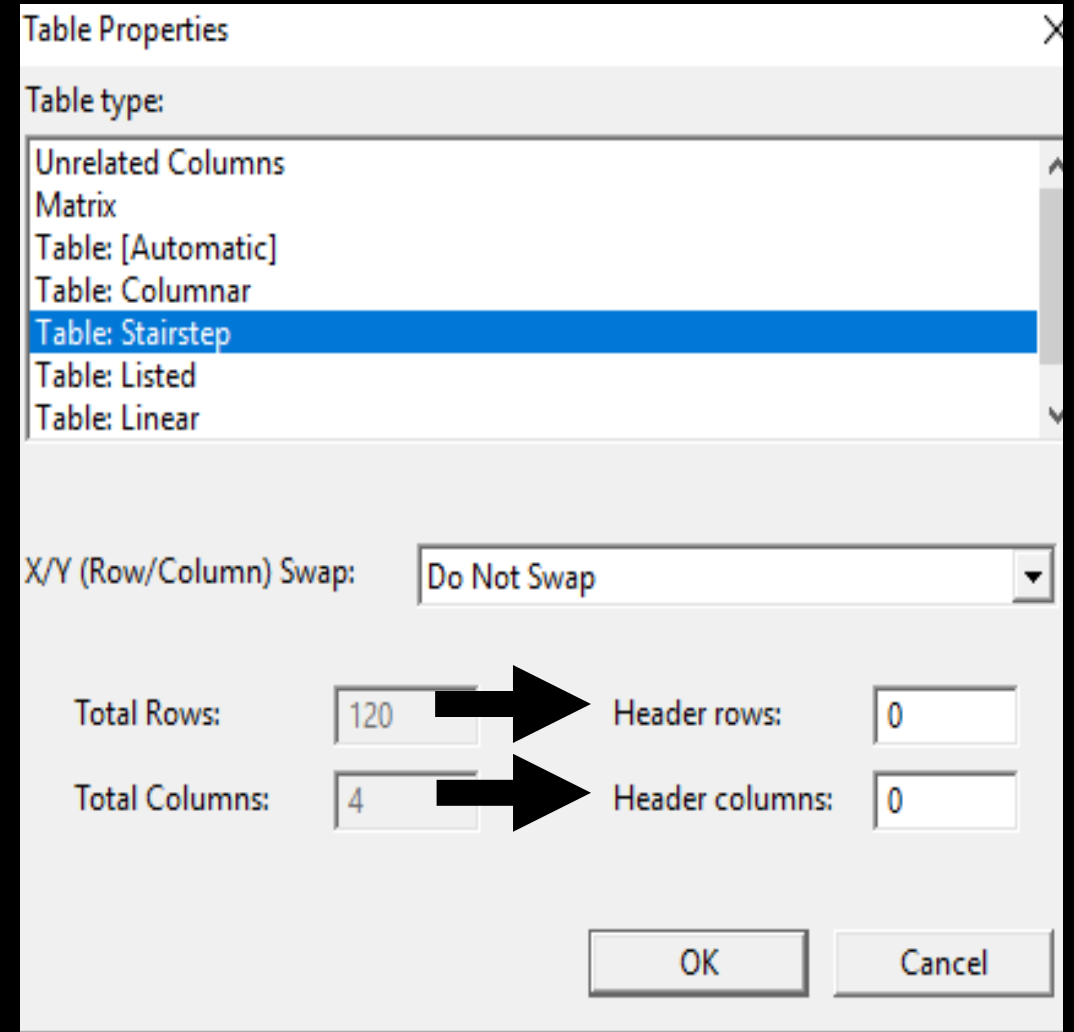 Table Properties
Table type:
Unrelated Columns
Matrix
Table: [Automatic]
Table: Columnar
Table: Stairstep
Table: Listed
Table: Linear
X/Y (Row/Column) Swap: Do Not Swap
Total Rows: 120 Header rows: 0
Total Columns: 4 Header columns: 0
OK Cancel